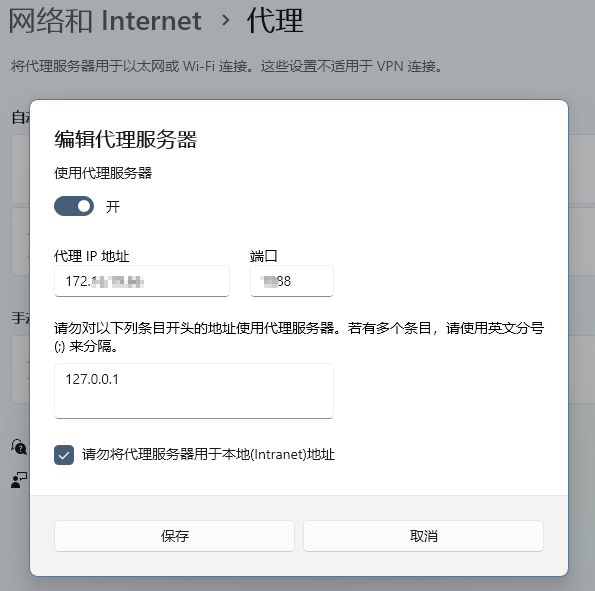 网络和 Internet › 代理
将代理服务器用于以太网或 Wi-Fi 连接。这些设置不适用于 VPN 连接。
自动
编辑代理服务器
使用代理服务器
开
代理 IP 地址 端口
172. 88
请勿对以下列条目开头的地址使用代理服务器。若有多个条目，请使用英文分号
(;) 来分隔。
手动
127.0.0.1
请勿将代理服务器用于本地(Intranet)地址
保存 取消